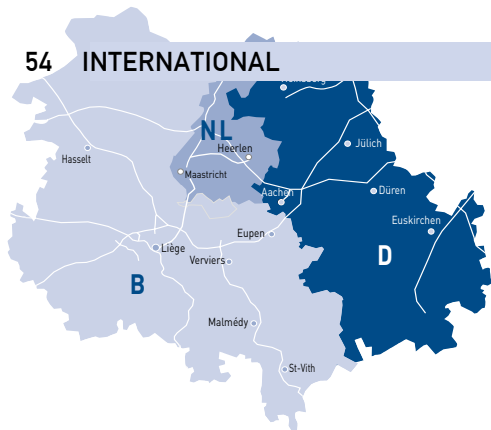 54 INTERNATIONAL
NL
Heerlen
Jülich
Hasselt
Maastricht
Aachen
Düren
Euskirchen
Eupen
Liège
Verviers
D
B
Malmédy
St-Vith